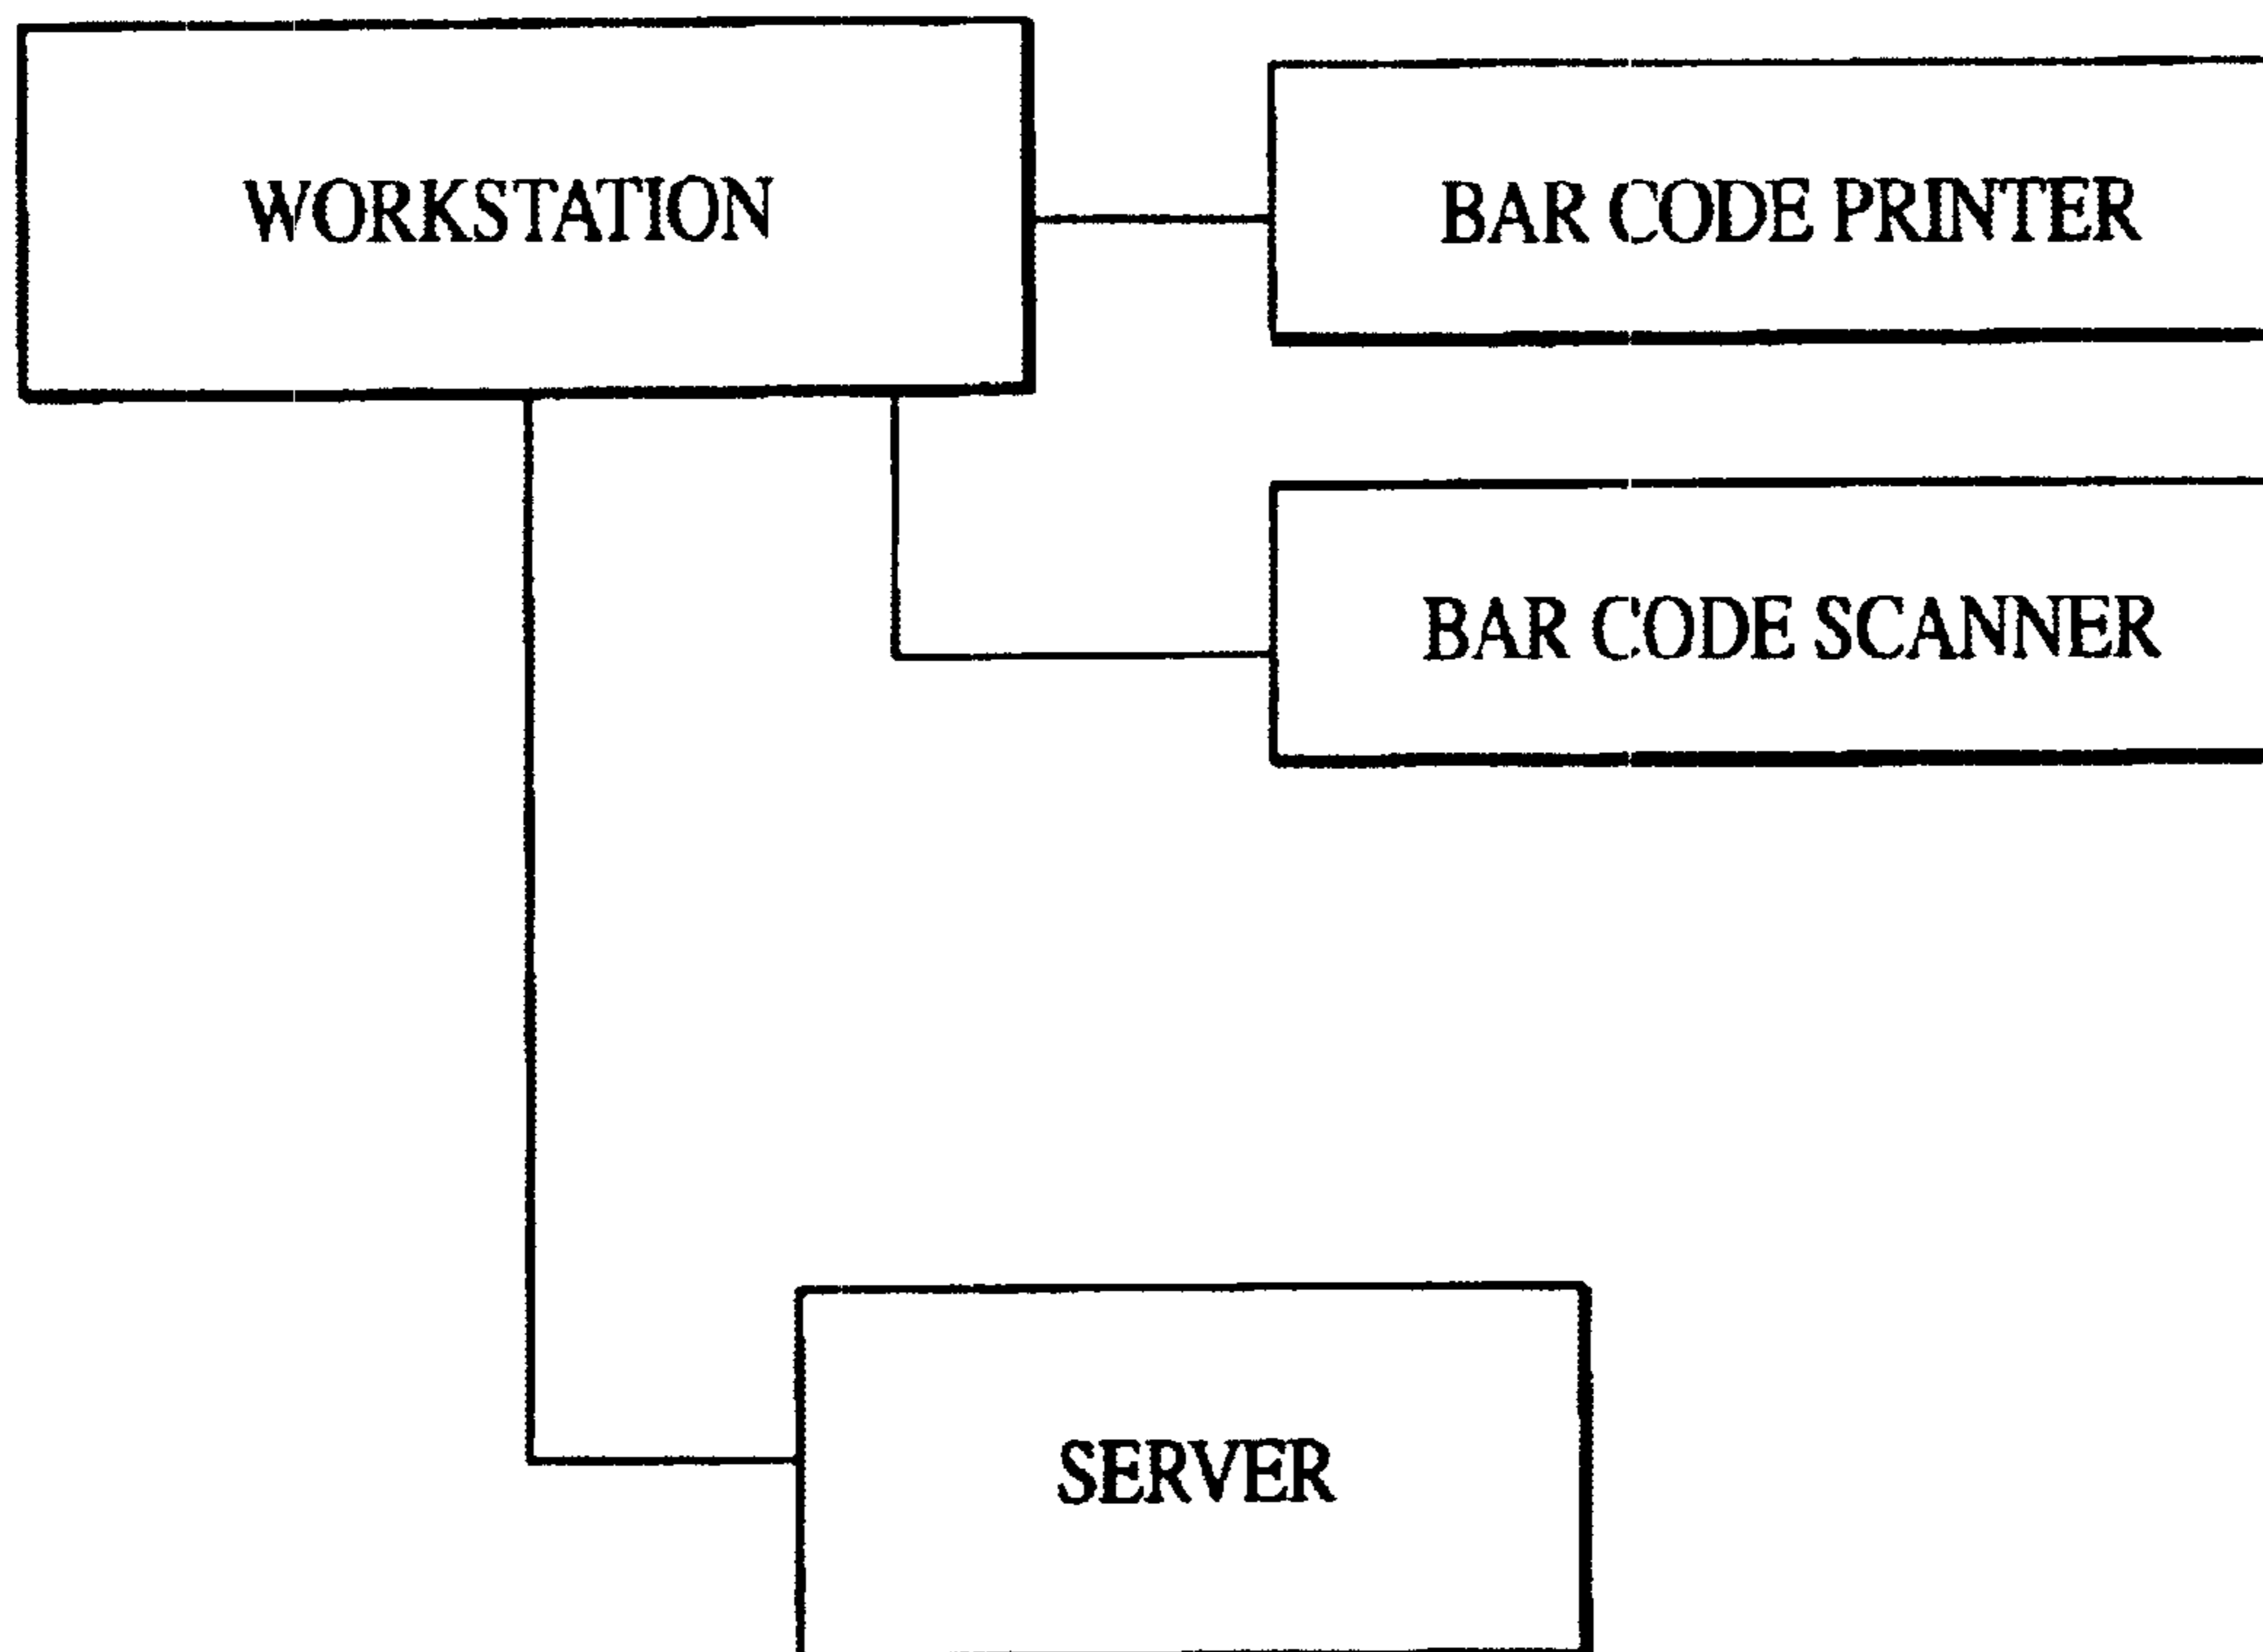 WORKSTATION
BAR CODE PRINTER
BAR CODE SCANNER
SERVER